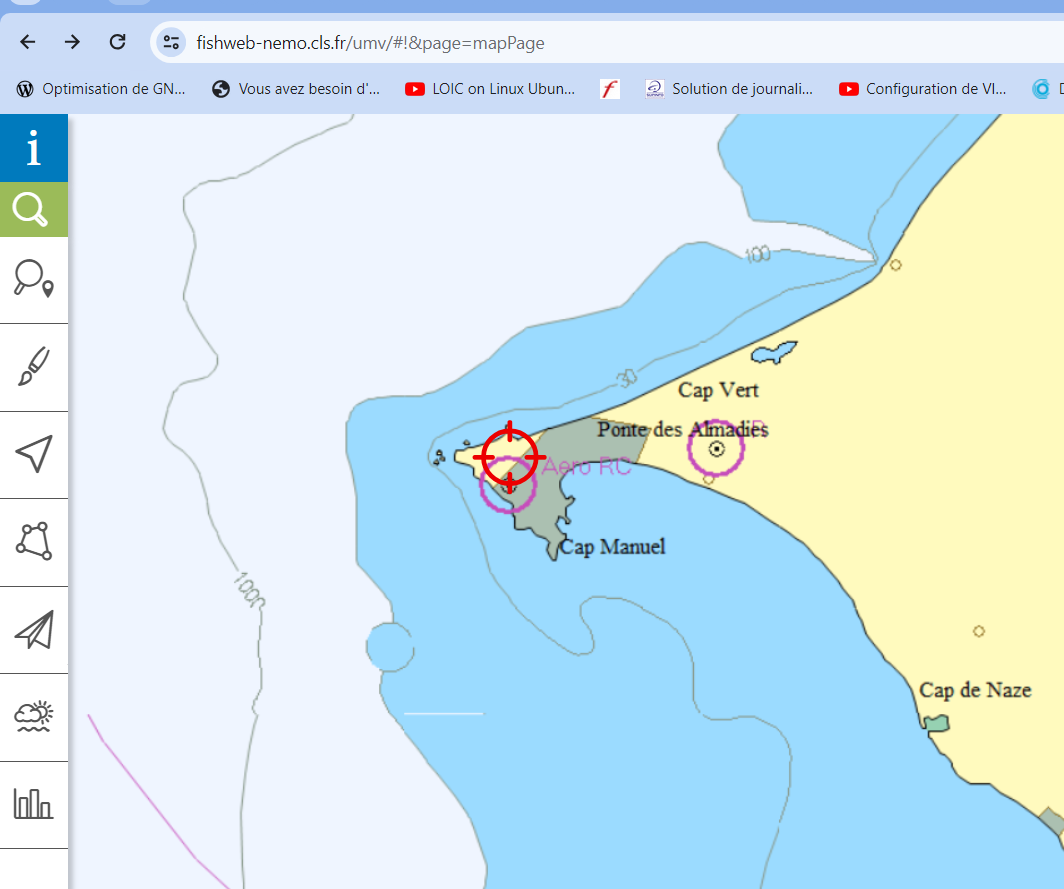 fishweb-nemo.cls.fr/umv/#!&page=mapPage
Optimisation de GN...
Vous avez besoin d'...
LOIC on Linux Ubun...
Solution de journali...
Configuration de VI...
i
100
30
Cap Vert
Ponte des Almadies
Aero RC
Cap Manuel
1000
Cap de Naze